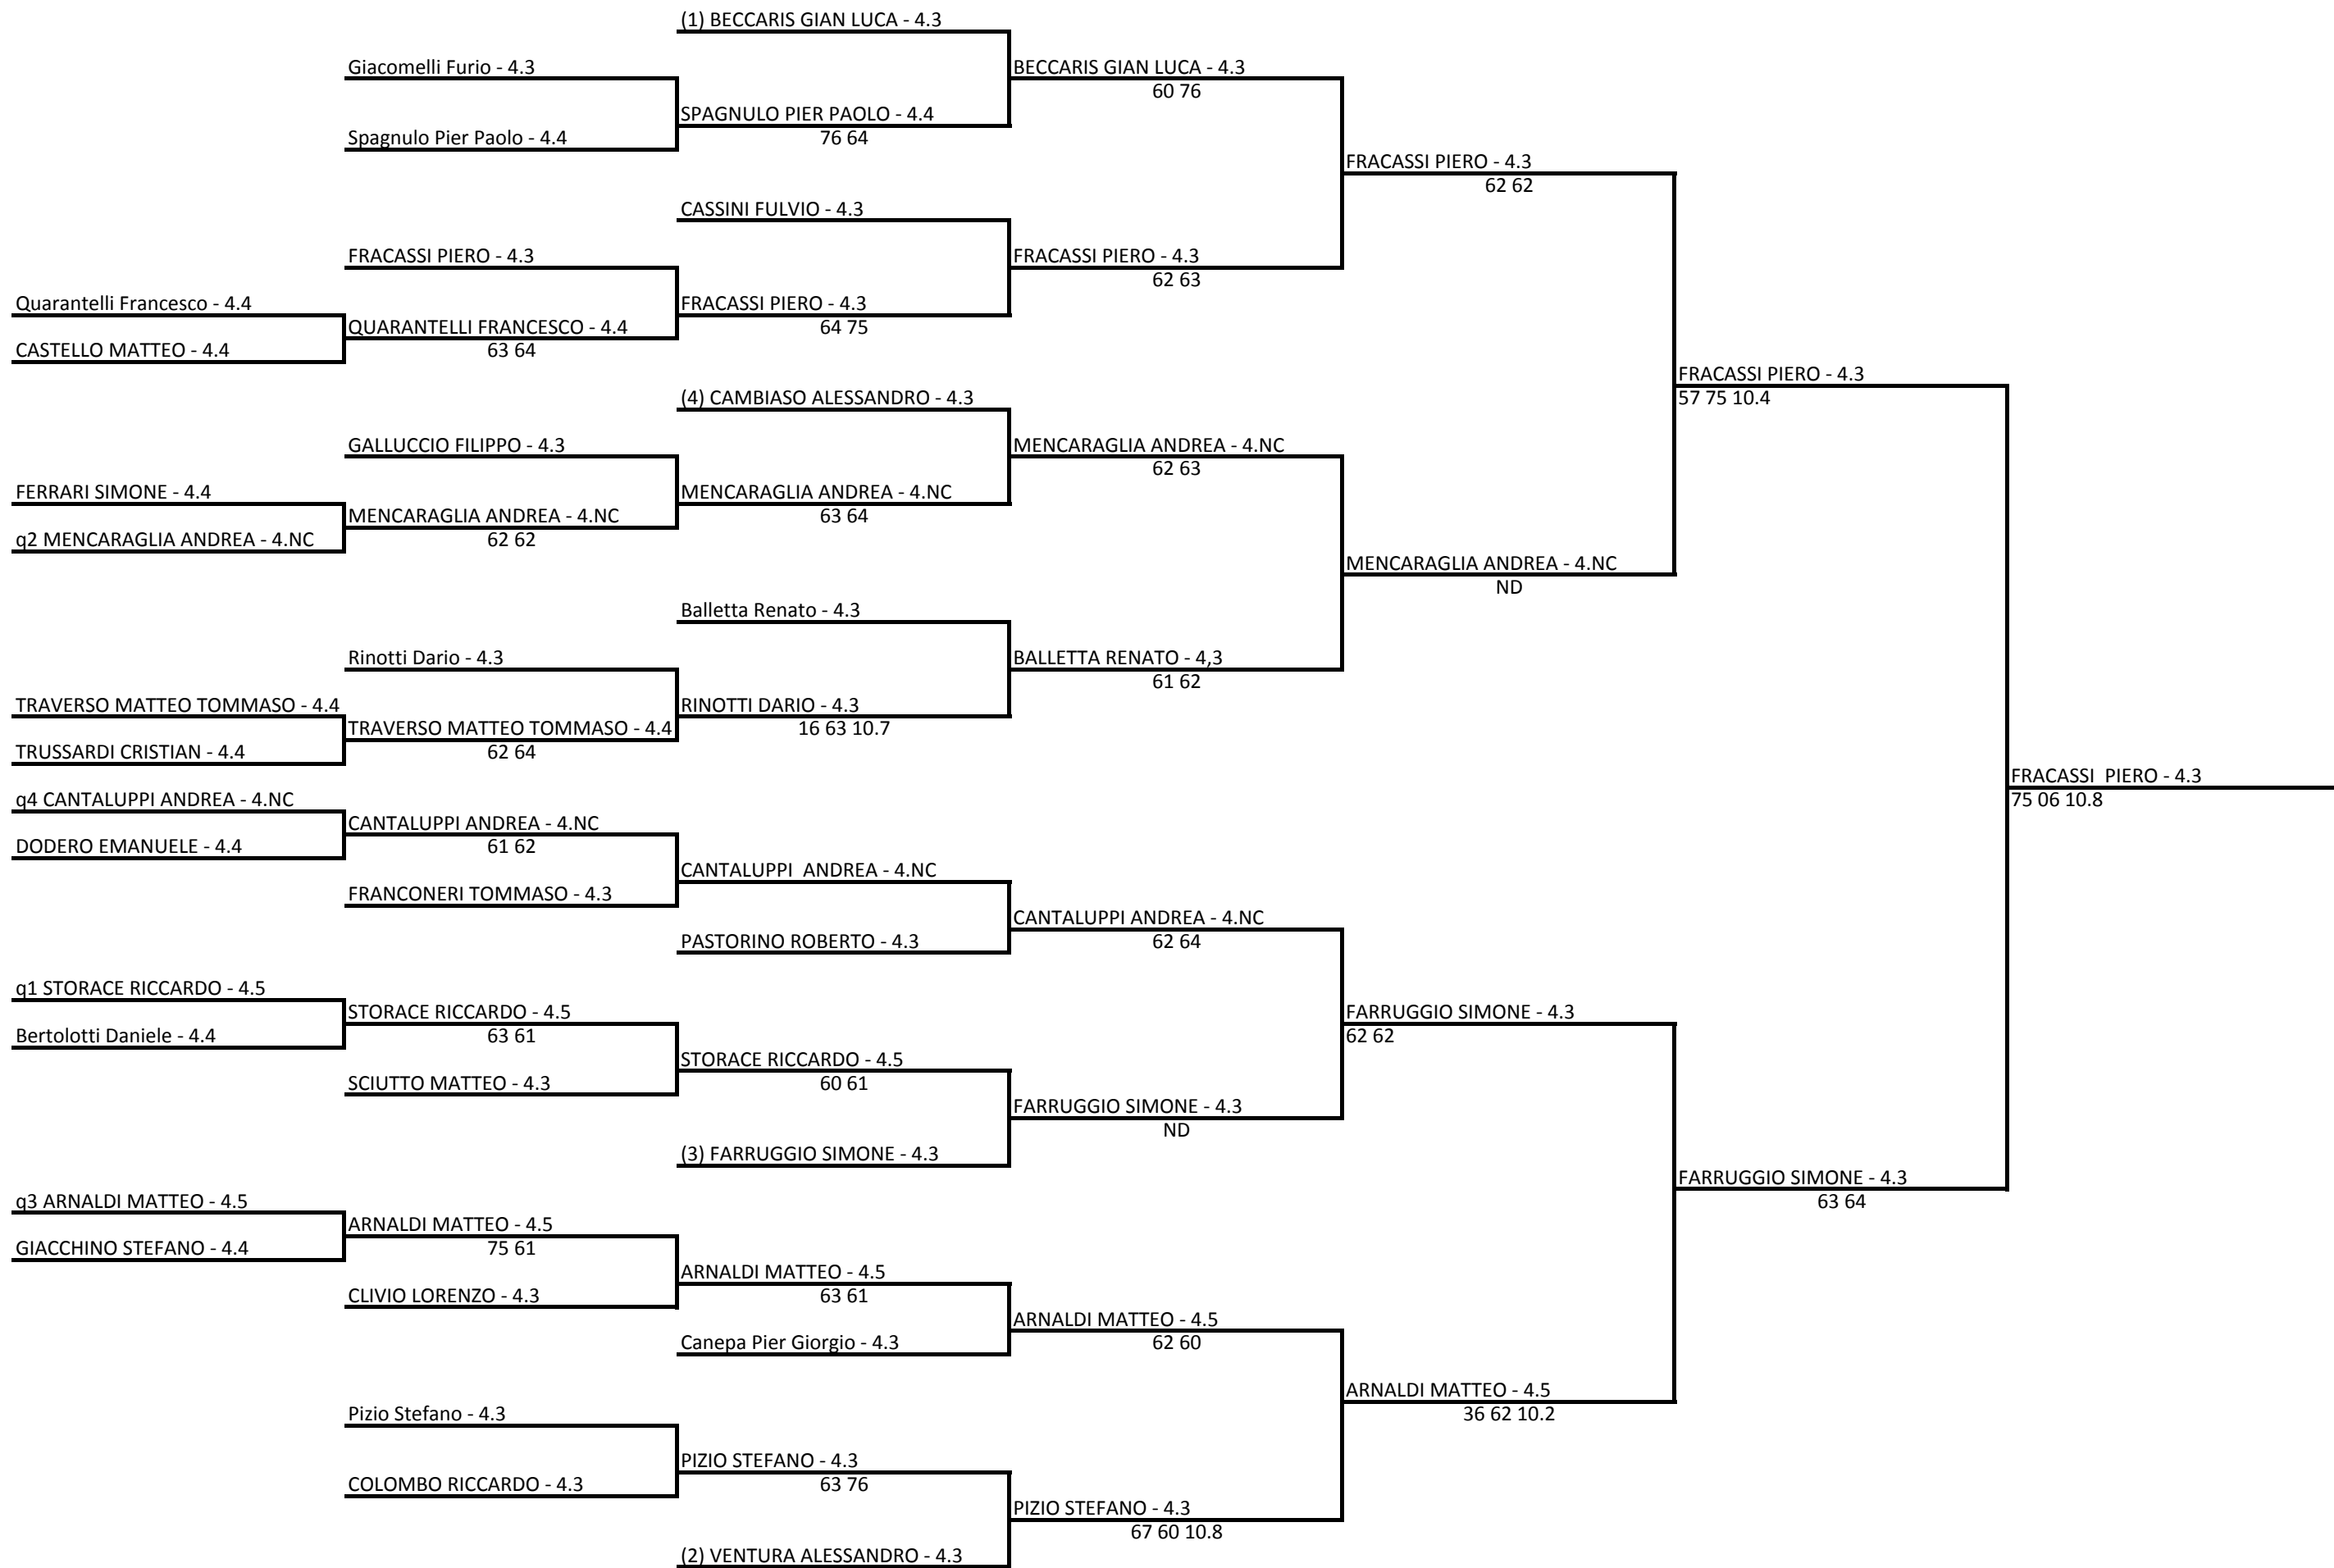 (1) BECCARIS GIAN LUCA - 4.3
Giacomelli Furio - 4.3
BECCARIS GIAN LUCA - 4.3
60 76
SPAGNULO PIER PAOLO - 4.4
Spagnulo Pier Paolo - 4.4
76 64
FRACASSI PIERO - 4.3
62 62
CASSINI FULVIO - 4.3
FRACASSI PIERO - 4.3
FRACASSI PIERO - 4.3
62 63
Quarantelli Francesco - 4.4
FRACASSI PIERO - 4.3
QUARANTELLI FRANCESCO - 4.4
64 75
CASTELLO MATTEO - 4.4
63 64
FRACASSI PIERO - 4.3
57 75 10.4
(4) CAMBIASO ALESSANDRO - 4.3
GALLUCCIO FILIPPO - 4.3
MENCARAGLIA ANDREA - 4.NC
62 63
FERRARI SIMONE - 4.4
MENCARAGLIA ANDREA - 4.NC
MENCARAGLIA ANDREA - 4.NC
63 64
q2 MENCARAGLIA ANDREA - 4.NC
62 62
MENCARAGLIA ANDREA - 4.NC
ND
Balletta Renato - 4.3
Rinotti Dario - 4.3
BALLETTA RENATO - 4,3
61 62
TRAVERSO MATTEO TOMMASO - 4.4
RINOTTI DARIO - 4.3
TRAVERSO MATTEO TOMMASO - 4.4
16 63 10.7
TRUSSARDI CRISTIAN - 4.4
62 64
FRACASSI  PIERO - 4.3
75 06 10.8
q4 CANTALUPPI ANDREA - 4.NC
CANTALUPPI ANDREA - 4.NC
DODERO EMANUELE - 4.4
61 62
CANTALUPPI  ANDREA - 4.NC
FRANCONERI TOMMASO - 4.3
CANTALUPPI ANDREA - 4.NC
PASTORINO ROBERTO - 4.3
62 64
q1 STORACE RICCARDO - 4.5
STORACE RICCARDO - 4.5
FARRUGGIO SIMONE - 4.3
Bertolotti Daniele - 4.4
63 61
62 62
STORACE RICCARDO - 4.5
SCIUTTO MATTEO - 4.3
60 61
FARRUGGIO SIMONE - 4.3
ND
(3) FARRUGGIO SIMONE - 4.3
FARRUGGIO SIMONE - 4.3
q3 ARNALDI MATTEO - 4.5
63 64
ARNALDI MATTEO - 4.5
GIACCHINO STEFANO - 4.4
75 61
ARNALDI MATTEO - 4.5
CLIVIO LORENZO - 4.3
63 61
ARNALDI MATTEO - 4.5
Canepa Pier Giorgio - 4.3
62 60
ARNALDI MATTEO - 4.5
Pizio Stefano - 4.3
36 62 10.2
PIZIO STEFANO - 4.3
COLOMBO RICCARDO - 4.3
63 76
PIZIO STEFANO - 4.3
67 60 10.8
(2) VENTURA ALESSANDRO - 4.3